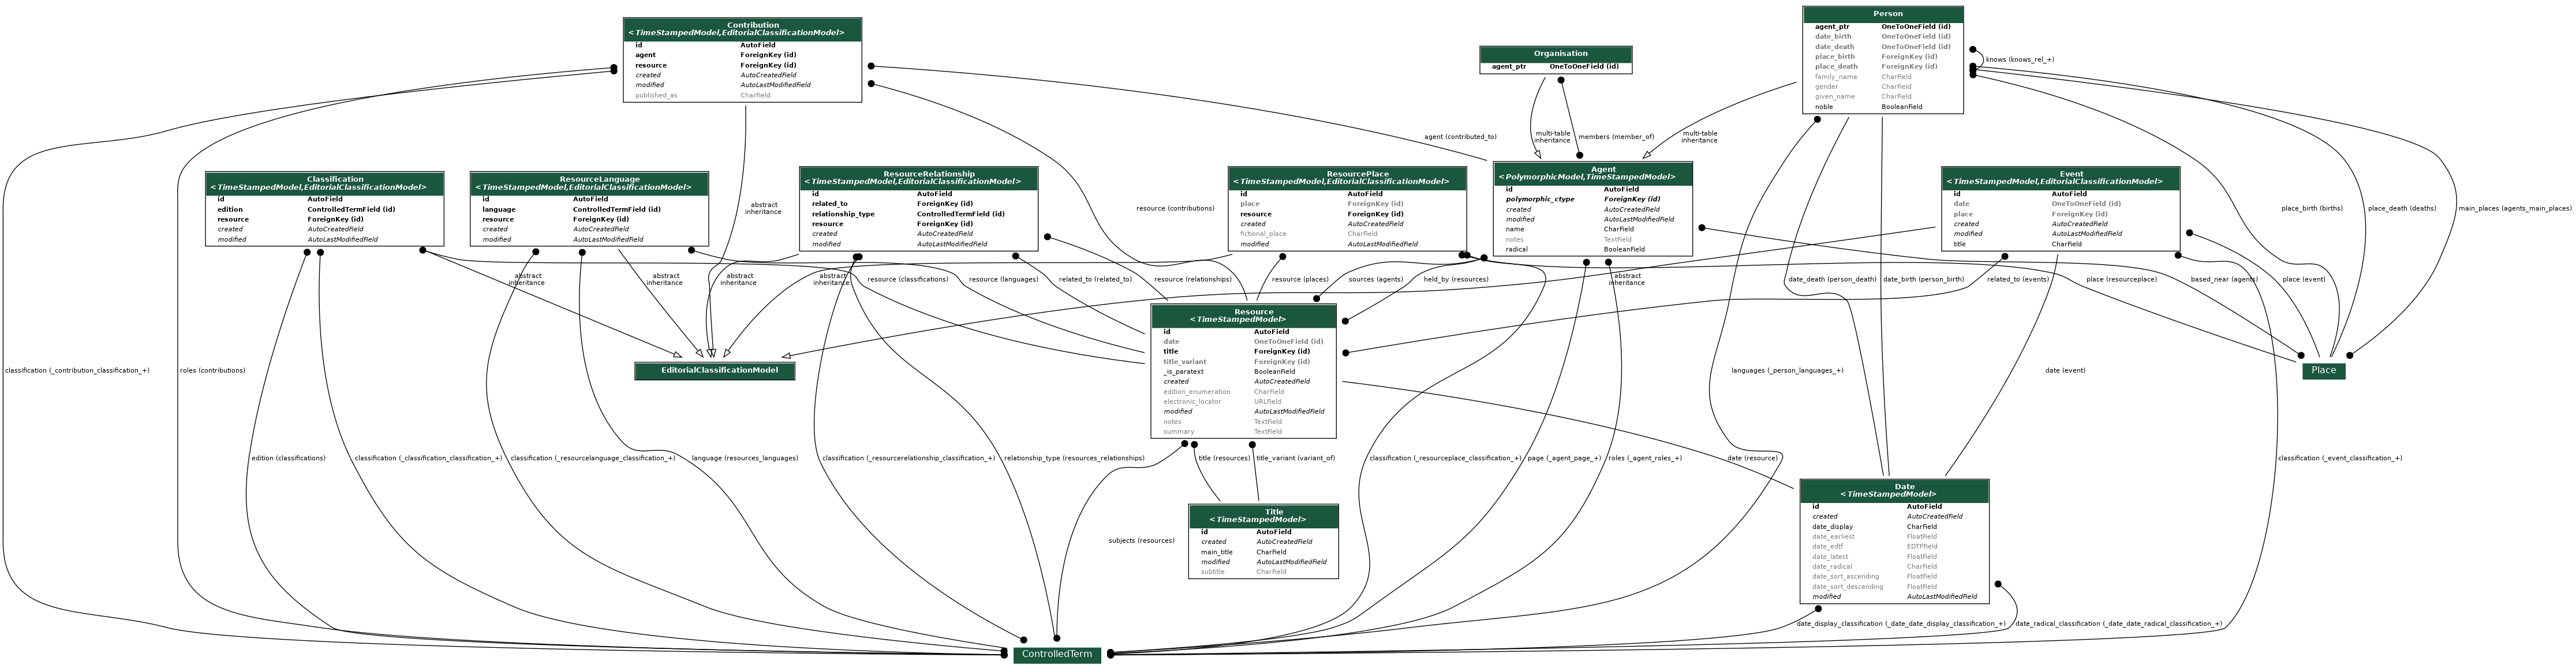 Contribution
<TimeStampedModel,EditorialClassificationModel>
id AutoField
agent ForeignKey (id)
resource ForeignKey (id)
created AutoCreatedField
modified AutoLastModifiedField
published_as CharField
Organisation
agent_ptr OneToOneField (id)
Person
agent_ptr OneToOneField (id)
date_birth OneToOneField (id)
date_death OneToOneField (id)
place_birth ForeignKey (id)
place_death ForeignKey (id)
family_name CharField
gender CharField
given_name CharField
noble BooleanField
knows (knows_rel_+)
agent (contributed_to)
multi-table
inheritance
members (member_of)
multi-table
inheritance
Classification
<TimeStampedModel,EditorialClassificationModel>
id AutoField
edition ControlledTermField (id)
resource ForeignKey (id)
created AutoCreatedField
modified AutoLastModifiedField
ResourceLanguage
<TimeStampedModel,EditorialClassificationModel>
id AutoField
language ControlledTermField (id)
resource ForeignKey (id)
created AutoCreatedField
modified AutoLastModifiedField
abstract
inheritance
ResourceRelationship
<TimeStampedModel,EditorialClassificationModel>
id AutoField
related_to ForeignKey (id)
relationship_type ControlledTermField (id)
resource ForeignKey (id)
created AutoCreatedField
modified AutoLastModifiedField
resource (contributions)
ResourcePlace
<TimeStampedModel,EditorialClassificationModel>
id AutoField
place ForeignKey (id)
resource ForeignKey (id)
created AutoCreatedField
fictional_place CharField
modified AutoLastModifiedField
Agent
<PolymorphicModel,TimeStampedModel>
id AutoField
polymorphic_ctype ForeignKey (id)
created AutoCreatedField
modified AutoLastModifiedField
name CharField
notes TextField
radical BooleanField
Event
<TimeStampedModel,EditorialClassificationModel>
id AutoField
date OneToOneField (id)
place ForeignKey (id)
created AutoCreatedField
modified AutoLastModifiedField
title CharField
place_birth (births)
place_death (deaths)
main_places (agents_main_places)
abstract
inheritance
abstract
inheritance
abstract
inheritance
abstract
inheritance
resource (classifications)
resource (languages)
related_to (related_to)
resource (relationships)
resource (places)
sources (agents)
held_by (resources)
abstract
inheritance
date_death (person_death)
date_birth (person_birth)
related_to (events)
place (resourceplace)
based_near (agents)
place (event)
Resource
<TimeStampedModel>
id AutoField
date OneToOneField (id)
title ForeignKey (id)
title_variant ForeignKey (id)
_is_paratext BooleanField
created AutoCreatedField
edition_enumeration CharField
electronic_locator URLField
modified AutoLastModifiedField
notes TextField
summary TextField
classification (_contribution_classification_+)
roles (contributions)
EditorialClassificationModel
languages (_person_languages_+)
date (event)
Place
edition (classifications)
classification (_classification_classification_+)
classification (_resourcelanguage_classification_+)
language (resources_languages)
classification (_resourcerelationship_classification_+)
relationship_type (resources_relationships)
title (resources)
title_variant (variant_of)
classification (_resourceplace_classification_+)
page (_agent_page_+)
roles (_agent_roles_+)
date (resource)
classification (_event_classification_+)
subjects (resources)
Title
<TimeStampedModel>
id AutoField
created AutoCreatedField
main_title CharField
modified AutoLastModifiedField
subtitle CharField
Date
<TimeStampedModel>
id AutoField
created AutoCreatedField
date_display CharField
date_earliest FloatField
date_edtf EDTFField
date_latest FloatField
date_radical CharField
date_sort_ascending FloatField
date_sort_descending FloatField
modified AutoLastModifiedField
date_display_classification (_date_date_display_classification_+)
date_radical_classification (_date_date_radical_classification_+)
ControlledTerm